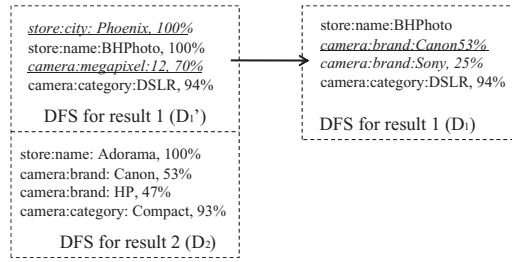 store:city: Phoenix, 100%
store:name:BHPhoto, 100%
camera:megapixel:12, 70%
camera:category:DSLR, 94%
DFS for result 1 (D1')
store:name: Adorama, 100%
camera:brand: Canon, 53%
camera:brand: HP, 47%
camera:category: Compact, 93%
DFS for result 2 (D2)
store:name:BHPhoto
camera:brand:Canon53%
camera:brand:Sony, 25%
camera:category:DSLR, 94%
DFS for result 1 (D1)